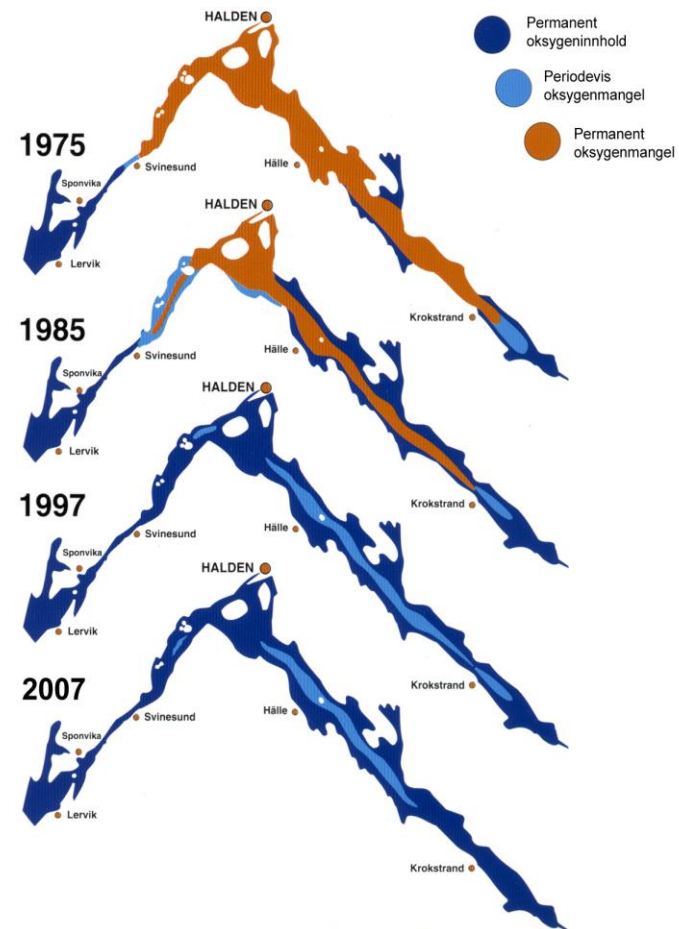 HALDEN
Permanent
oksygeninnhold
Periodevis
oksygenmangel
Permanent
oksygenmangel
1975
Svinesund
Hälle
Sponvika
Lervik
Krokstrand
HALDEN
1985
Svinesund
Hälle
Sponvika
Lervik
Krokstrand
HALDEN
1997
Svinesund
Hälle
Sponvika
Lervik
Krokstrand
HALDEN
2007
Svinesund
Hälle
Sponvika
Lervik
Krokstrand